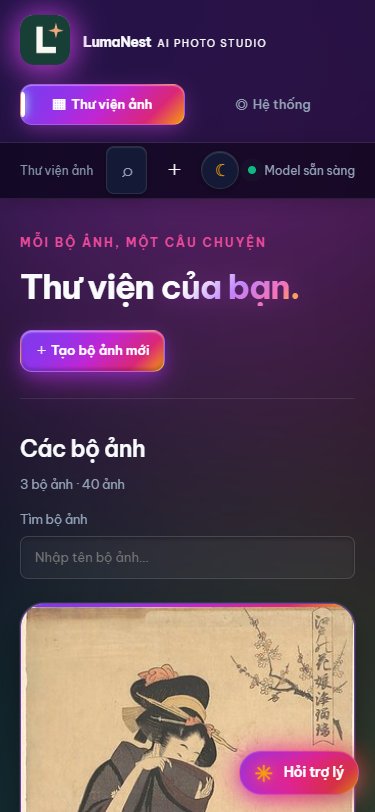 L
LumaNest AI PHOTO STUDIO
Thư viện ảnh
Hệ thống
Thư viện ảnh
Model sẵn sàng
MỖI BỘ ẢNH, MỘT CÂU CHUYỆN
Thư viện của bạn.
+ Tạo bộ ảnh mới
Các bộ ảnh
3 bộ ảnh · 40 ảnh
Tìm bộ ảnh
Nhập tên bộ ảnh...
Hỏi trợ lý